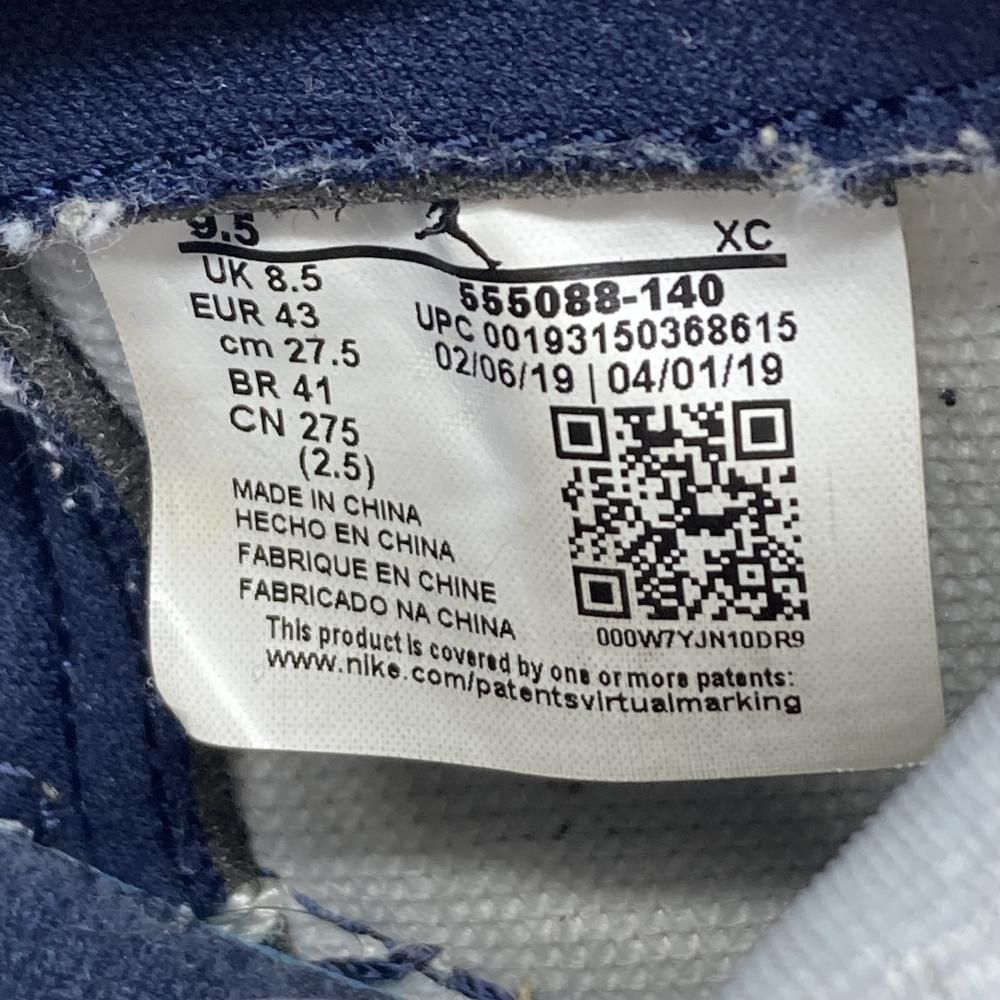 9.5 XC
UK 8.5
EUR 43
cm 27.5
BR 41
CN 275
(2.5)
555088-140
UPC 00193150368615
02/06/19 | 04/01/19
MADE IN CHINA
HECHO EN CHINA
FABRIQUE EN CHINE
FABRICADO NA CHINA
000W7YJN10DR9
This product is covered by one or more patents:
www.nike.com/patentsvirtualmarking